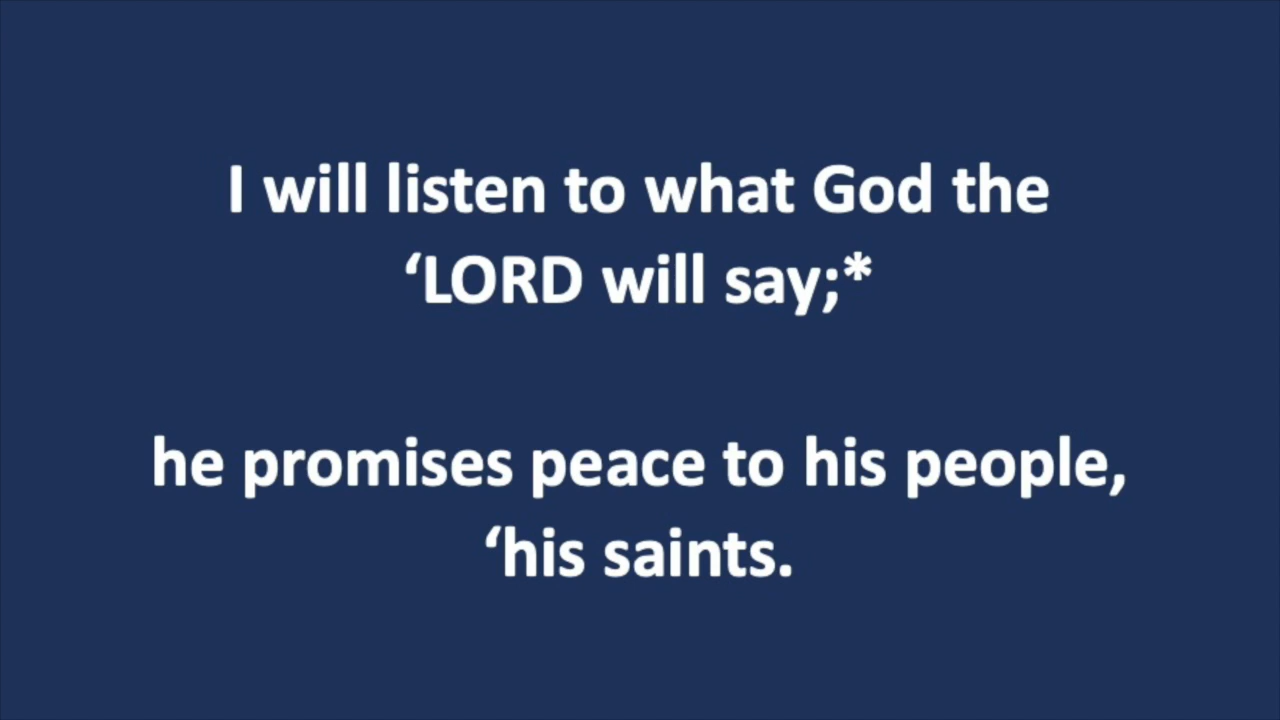 I will listen to what God the
‘LORD will say;*
he promises peace to his people,
‘his saints.